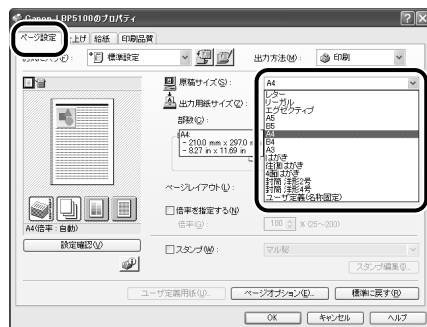 Canon LBP5100のプロパティ
ページ設定 上げ 給紙 印刷品質
標準設定
出力方法(M): 印刷
原稿サイズ(S): A4
出力用紙サイズ(Z):
部数(C):
レター
リーガル
エグゼクティブ
A5
B5
A4
B4
A3
はがき
往復はがき
4面はがき
封筒 洋形2号
封筒 洋形4号
ユーザ定義(名称固定)
A4:
- 210.0 mm x 297.0
- 8.27 in x 11.69 in
ページレイアウト(L):
倍率を指定する(N)
倍率(G): 100 % (25~200)
A4(倍率: 自動)
設定確認(V)
スタンプ(W): マル秘
スタンプ編集(I)...
ユーザ定義用紙(U)... ページオプション(E)... 標準に戻す(R)
OK キャンセル ヘルプ